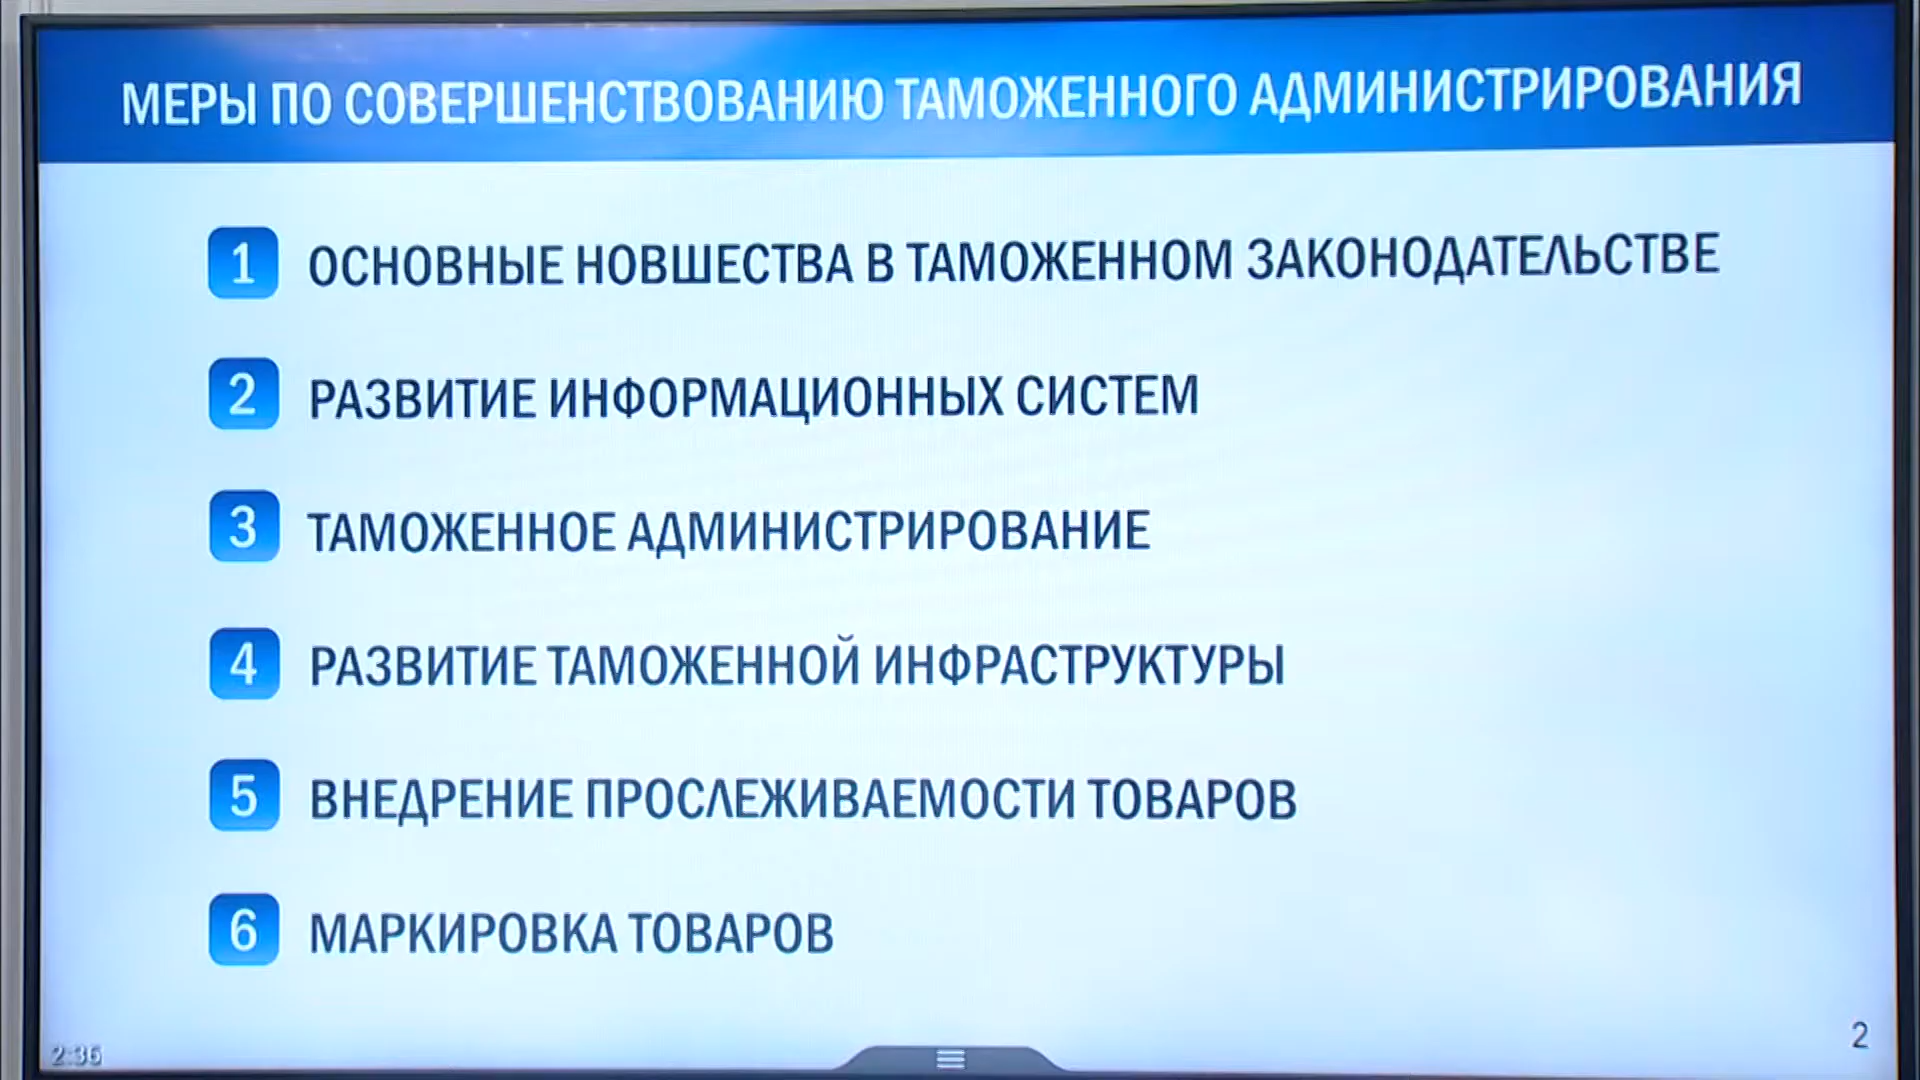 МЕРЫ ПО СОВЕРШЕНСТВОВАНИЮ ТАМОЖЕННОГО АДМИНИСТРИРОВАНИЯ
1 ОСНОВНЫЕ НОВШЕСТВА В ТАМОЖЕННОМ ЗАКОНОДАТЕЛЬСТВЕ
2 РАЗВИТИЕ ИНФОРМАЦИОННЫХ СИСТЕМ
3 ТАМОЖЕННОЕ АДМИНИСТРИРОВАНИЕ
4 РАЗВИТИЕ ТАМОЖЕННОЙ ИНФРАСТРУКТУРЫ
5 ВНЕДРЕНИЕ ПРОСЛЕЖИВАЕМОСТИ ТОВАРОВ
6 МАРКИРОВКА ТОВАРОВ
2
2:36